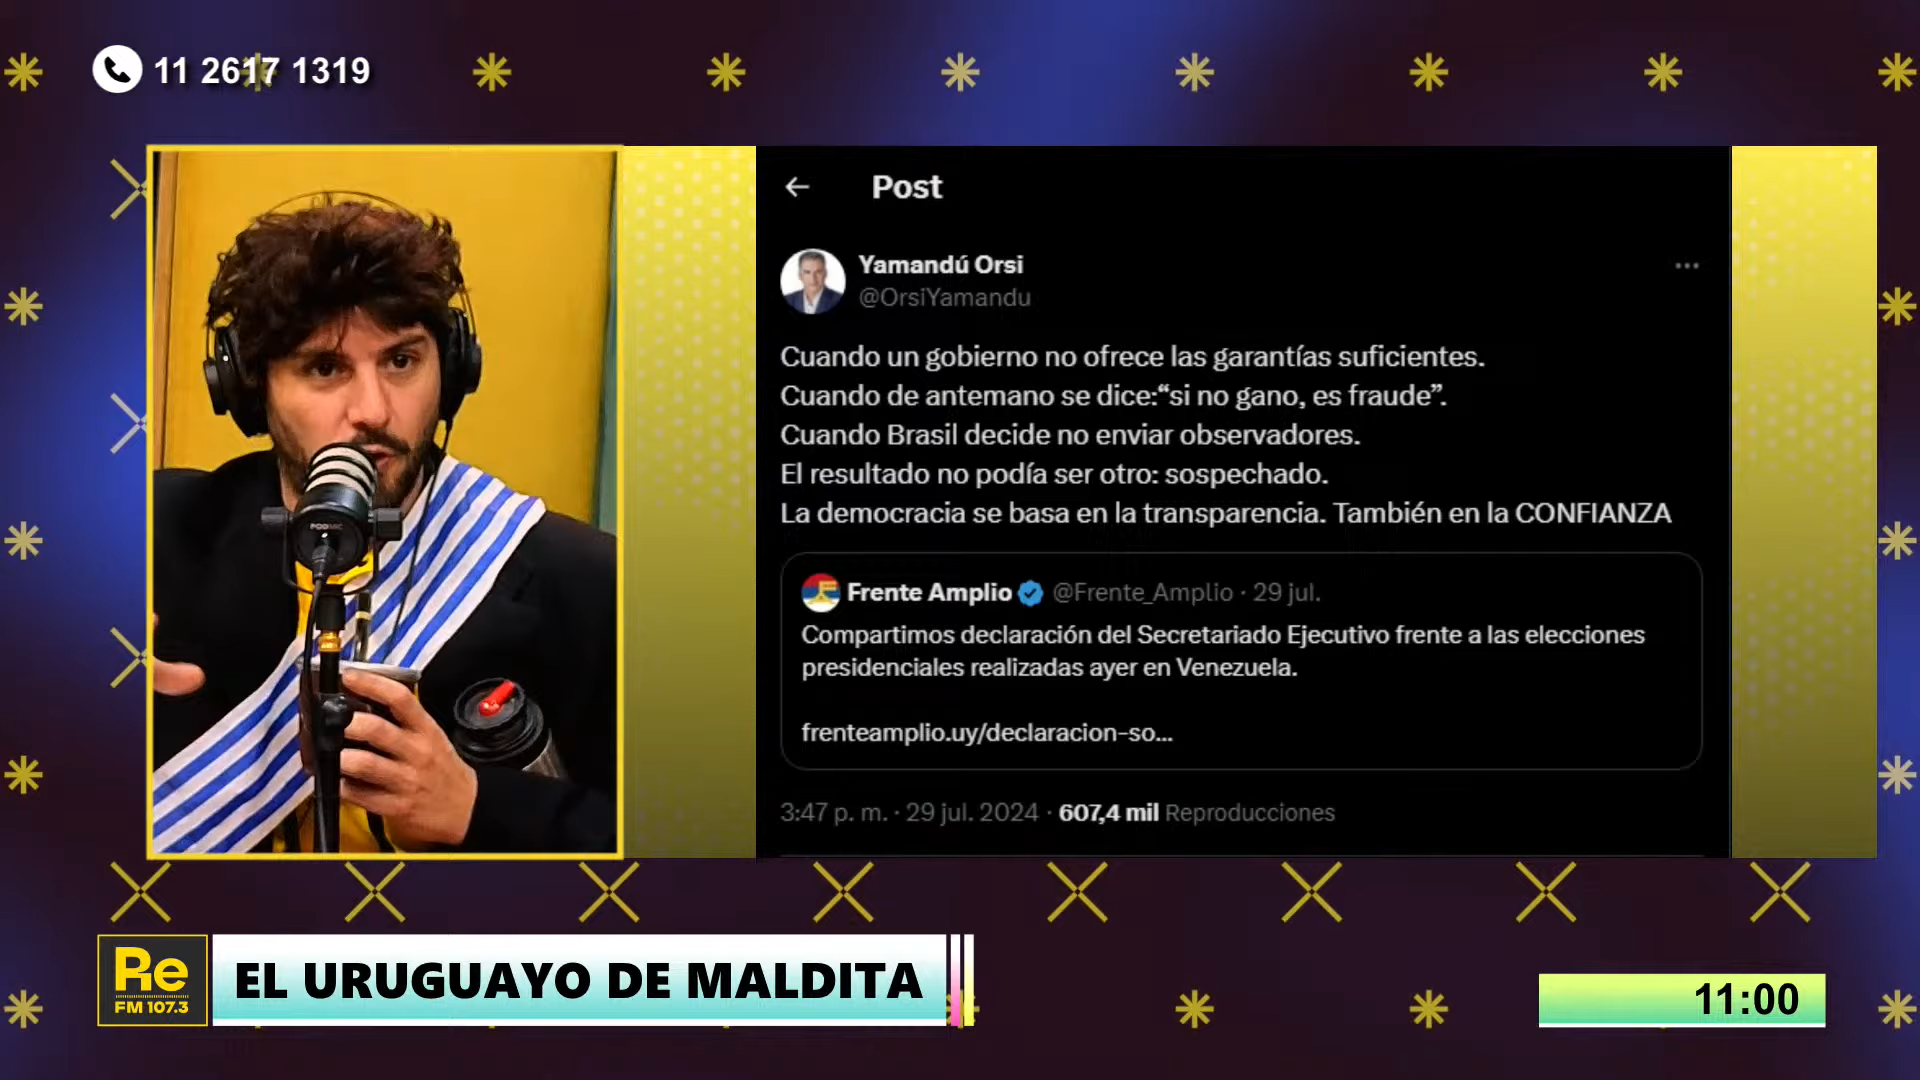 11 2617 1319
Post
Yamandú Orsi
@OrsiYamandu
Cuando un gobierno no ofrece las garantías suficientes.
Cuando de antemano se dice:“si no gano, es fraude”.
Cuando Brasil decide no enviar observadores.
El resultado no podía ser otro: sospechado.
La democracia se basa en la transparencia. También en la CONFIANZA
Frente Amplio @Frente_Amplio · 29 jul.
Compartimos declaración del Secretariado Ejecutivo frente a las elecciones
presidenciales realizadas ayer en Venezuela.
frenteamplio.uy/declaracion-so...
3:47 p. m. · 29 jul. 2024 · 607,4 mil Reproducciones
PODMIC
Re
FM 107.3
EL URUGUAYO DE MALDITA
11:00